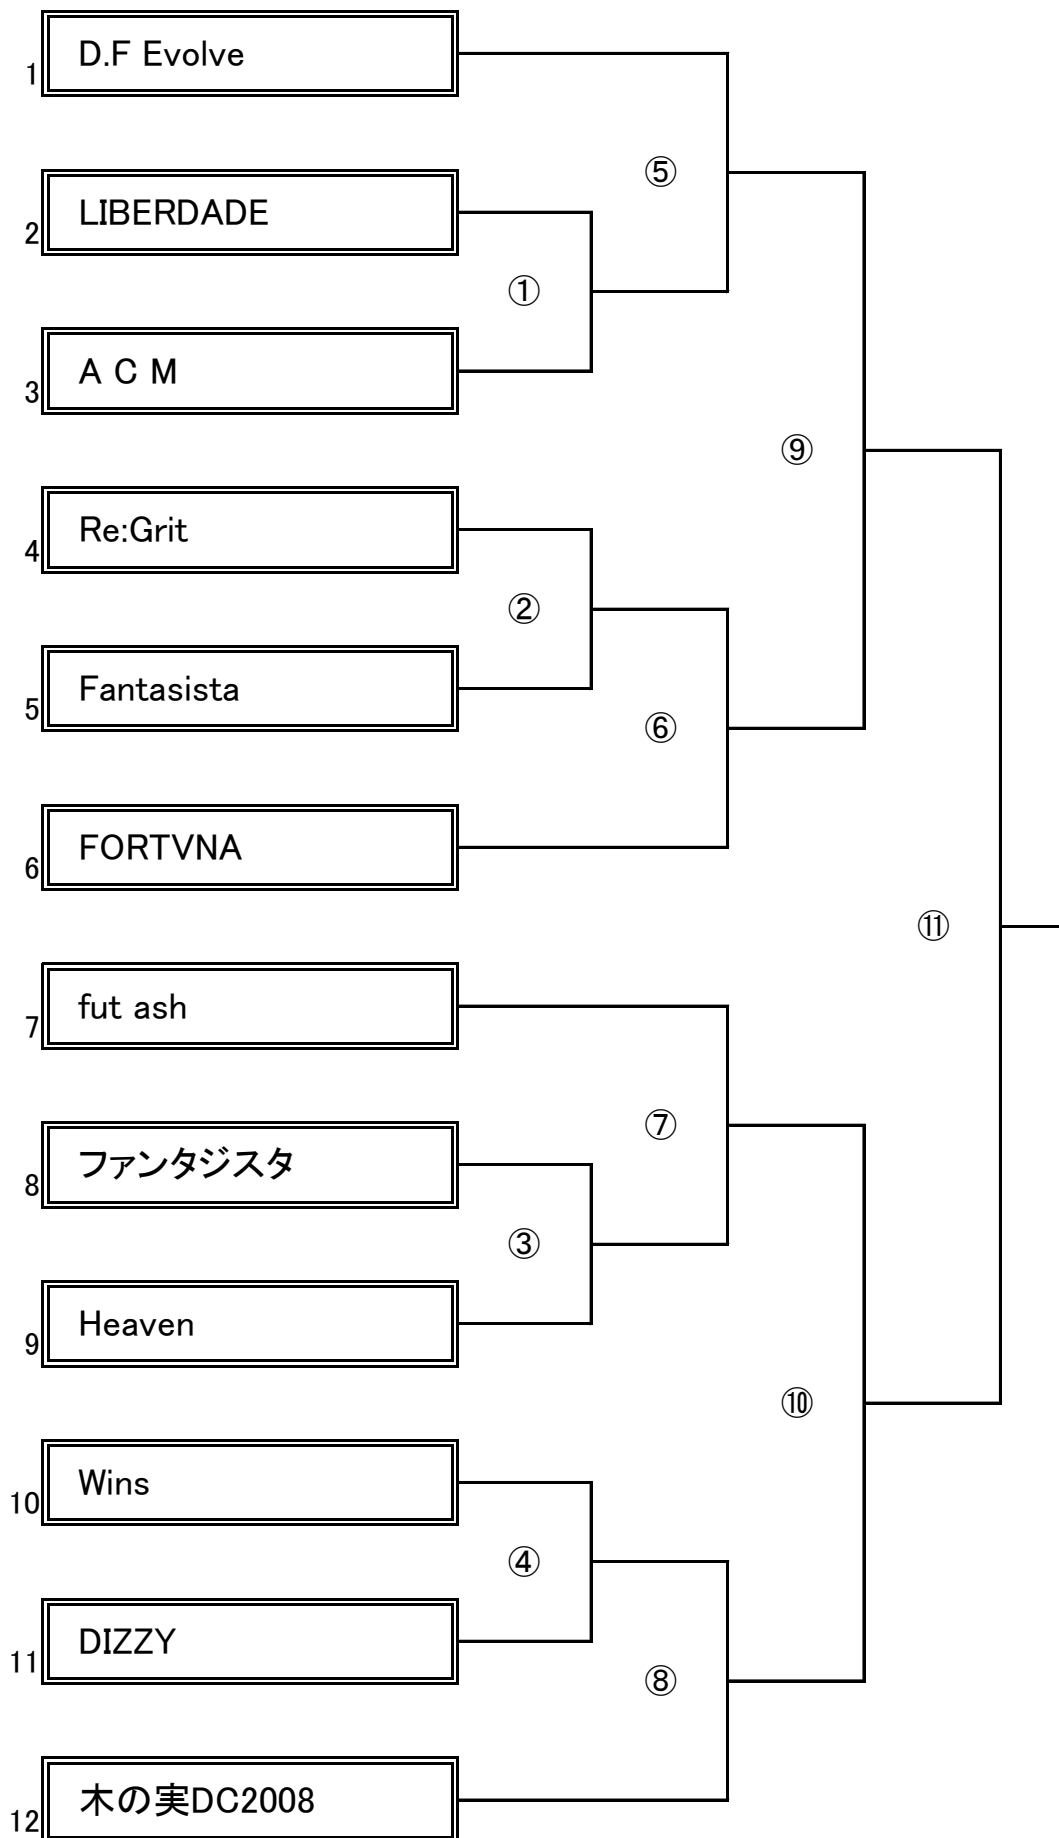 1 D.F Evolve
⑤
2 LIBERDADE
①
3 A C M
⑨
4 Re:Grit
②
5 Fantasista
⑥
6 FORTVNA
⑪
7 fut ash
⑦
8 ファンタジスタ
③
9 Heaven
⑩
10 Wins
④
11 DIZZY
⑧
12 木の実DC2008